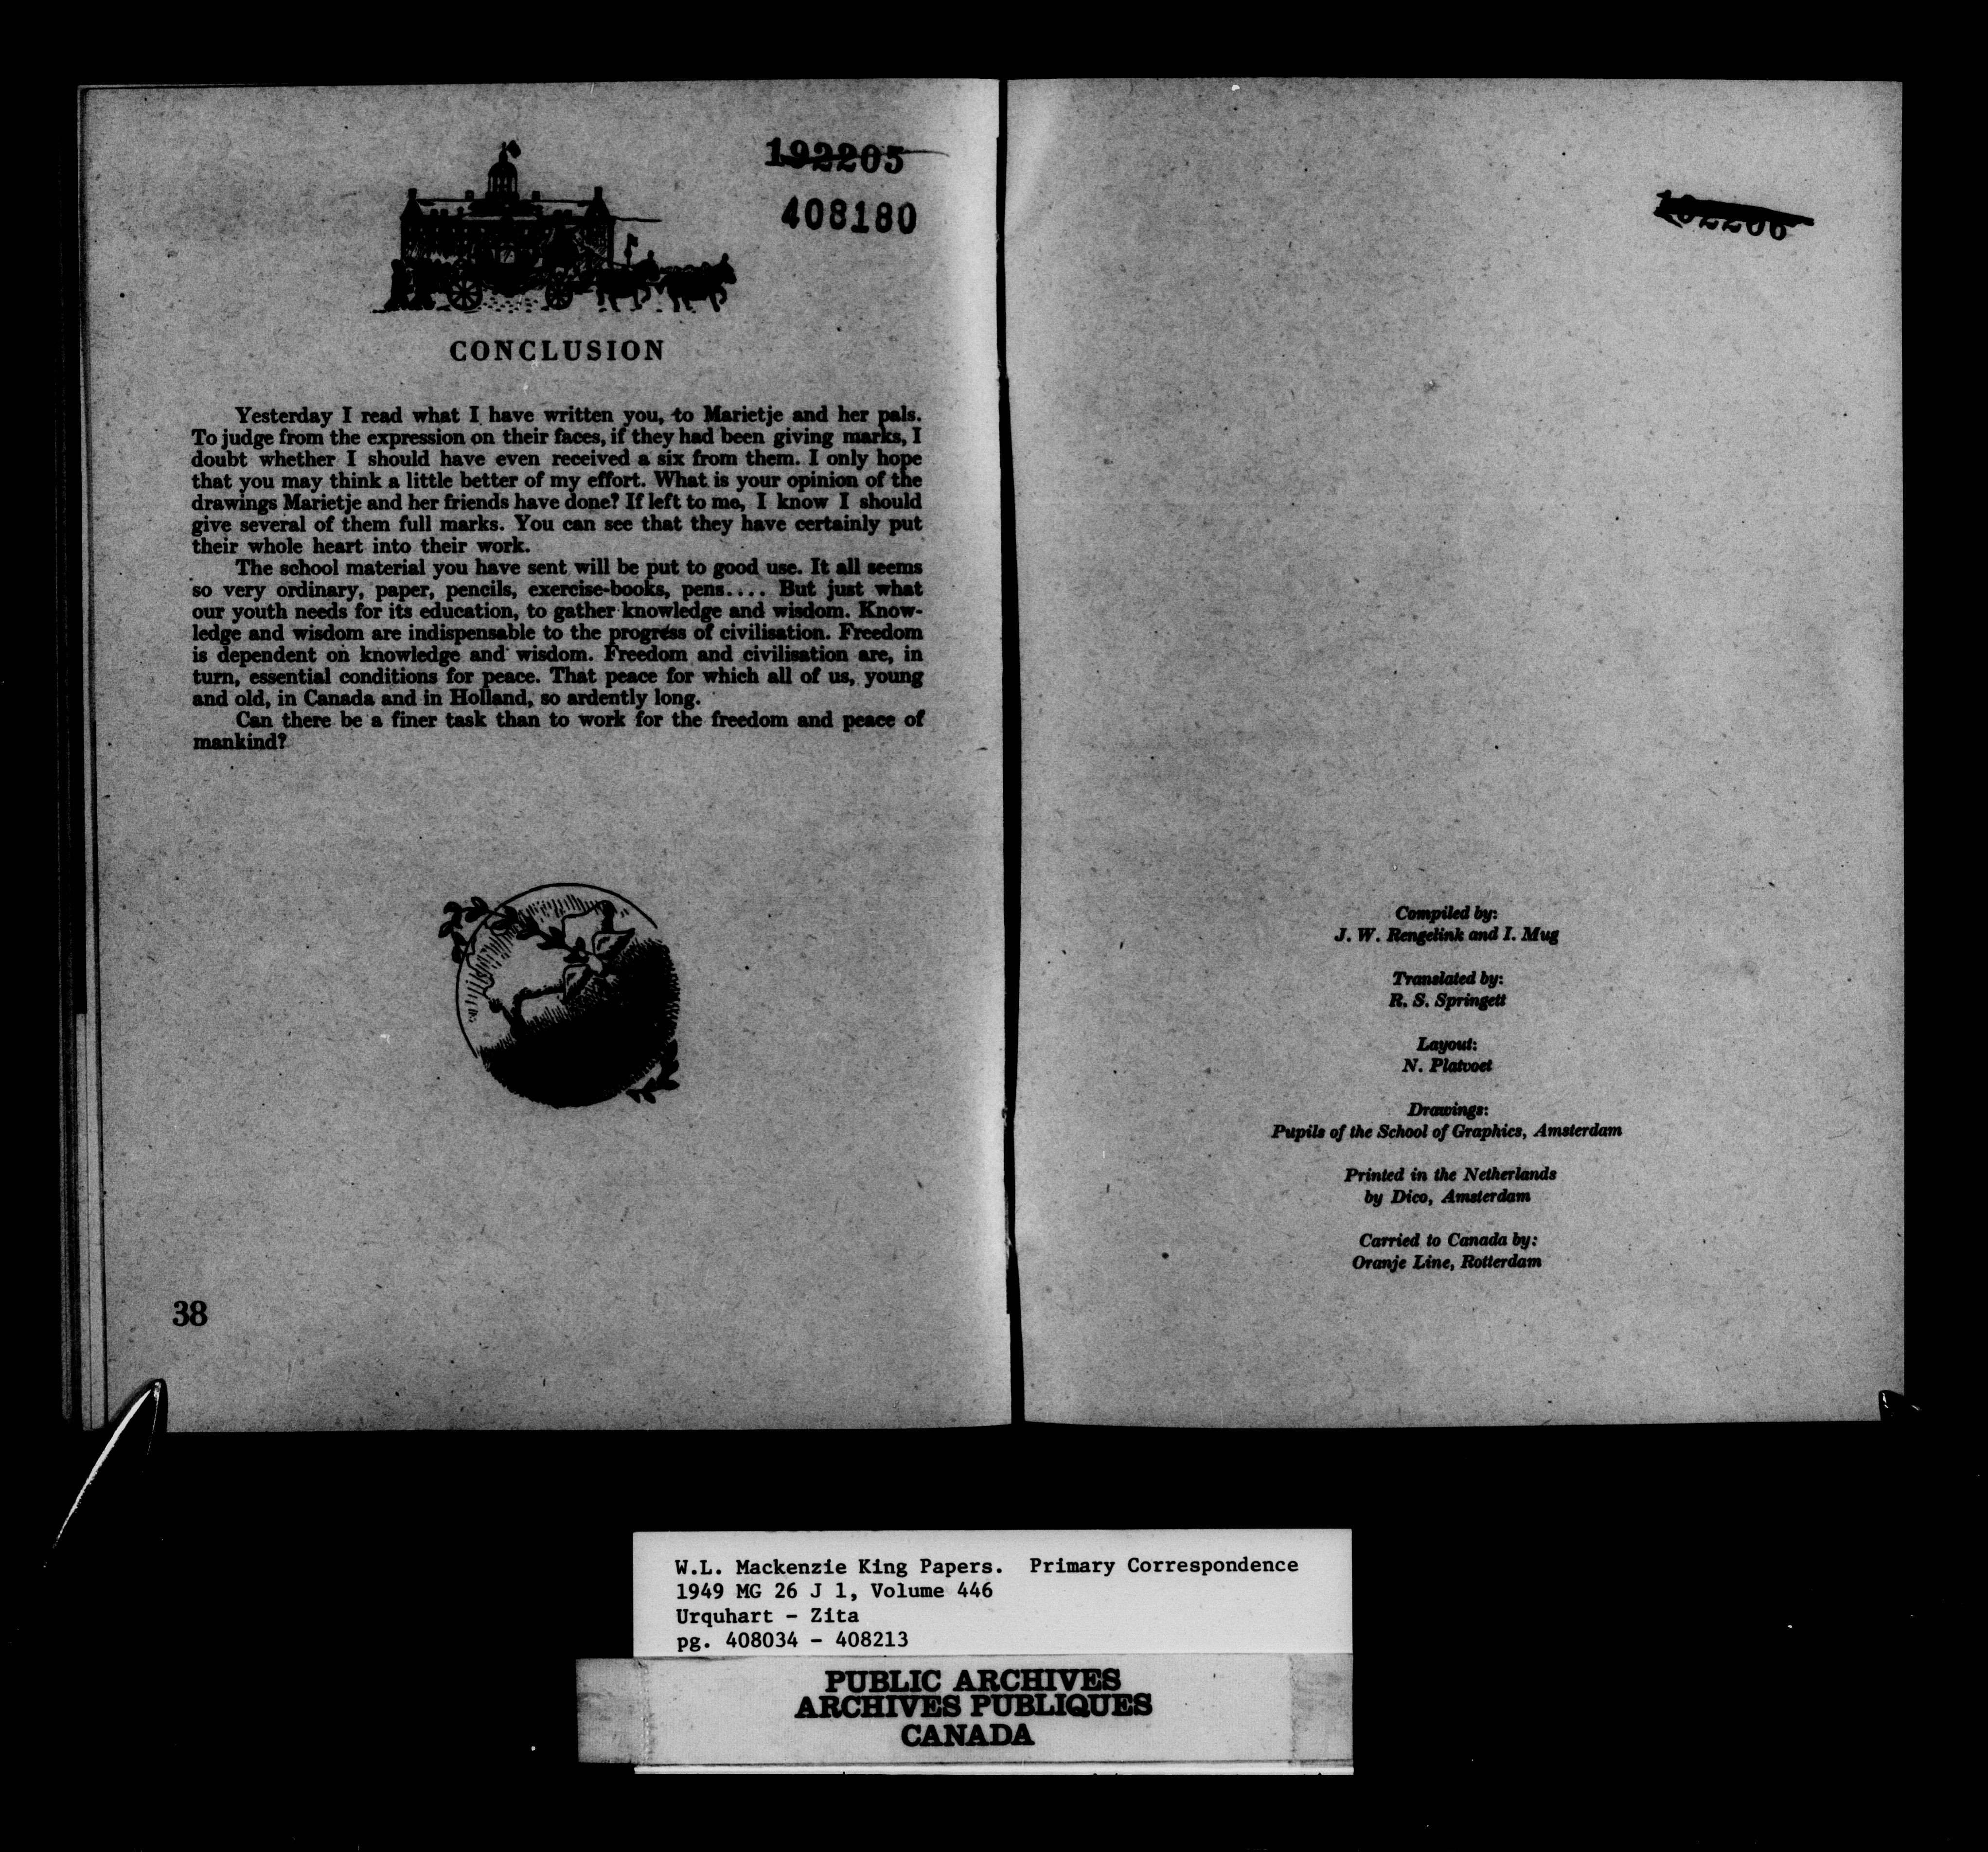 192205
408180
CONCLUSION
Yesterday I read what I have written you, to Marietje and her pals.
To judge from the expression on their faces, if they had been giving marks, I
doubt whether I should have even received a six from them. I only hope
that you may think a little better of my effort. What is your opinion of the
drawings Marietje and her friends have done? If left to me, I know I should
give several of them full marks. You can see that they have certainly put
their whole heart into their work.
The school material you have sent will be put to good use. It all seems
so very ordinary, paper, pencils, exercise-books, pens.... But just what
our youth needs for its education, to gather knowledge and wisdom. Know-
ledge and wisdom are indispensable to the progress of civilisation. Freedom
is dependent on knowledge and wisdom. Freedom and civilisation are, in
turn, essential conditions for peace. That peace for which all of us, young
and old, in Canada and in Holland, so ardently long.
Can there be a finer task than to work for the freedom and peace of
mankind?
38
Compiled by:
J. W. Rengelink and I. Mug
Translated by:
R. S. Springett
Layout:
N. Platvoet
Drawings:
Pupils of the School of Graphics, Amsterdam
Printed in the Netherlands
by Dico, Amsterdam
Carried to Canada by:
Oranje Line, Rotterdam
W.L. Mackenzie King Papers. Primary Correspondence
1949 MG 26 J 1, Volume 446
Urquhart - Zita
pg. 408034 - 408213
PUBLIC ARCHIVES
ARCHIVES PUBLIQUES
CANADA